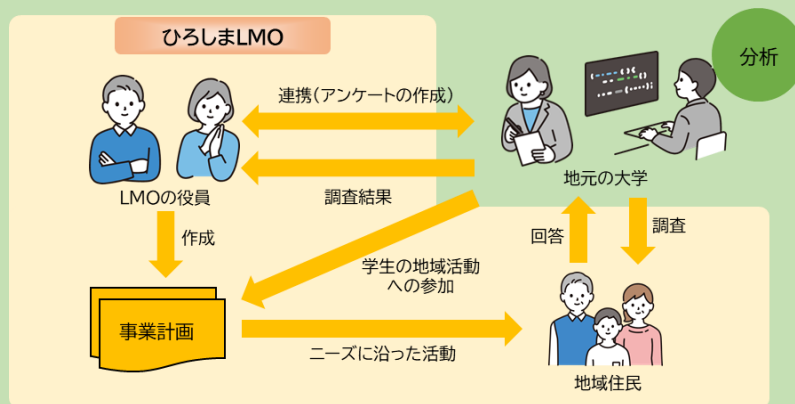 ひろしまLMO
分析
連携(アンケートの作成)
LMOの役員
調査結果
地元の大学
作成
回答
調査
学生の地域活動
への参加
事業計画
ニーズに沿った活動
地域住民